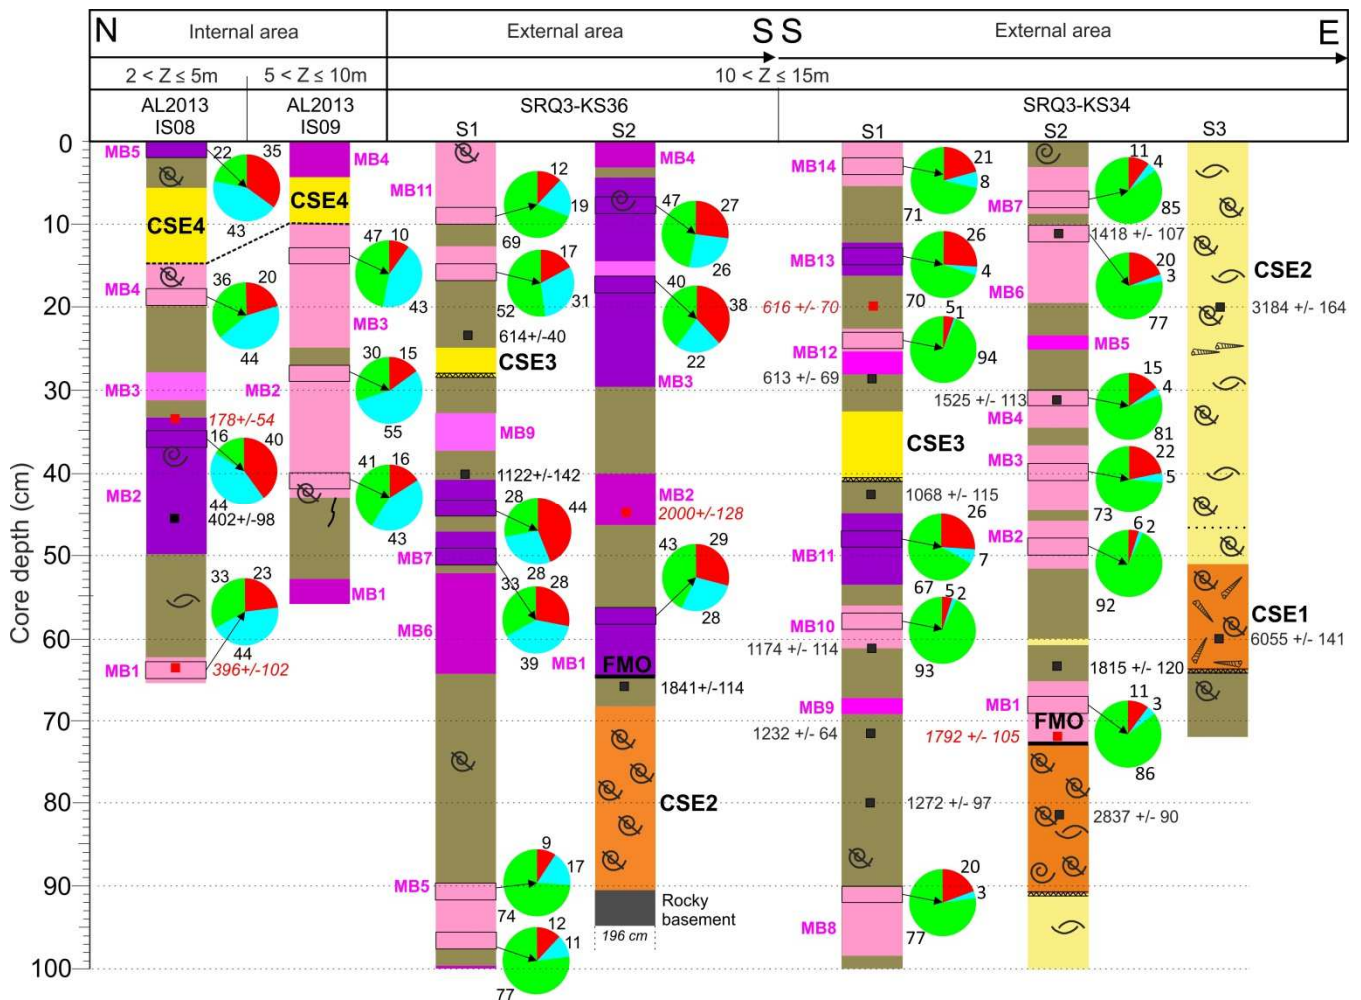 N Internal area External area S S External area E
2 < Z ≤ 5m 5 < Z ≤ 10m 10 < Z ≤ 15m
AL2013 IS08
AL2013 IS09
SRQ3-KS36
S1 S2
SRQ3-KS34
S1 S2 S3
Core depth (cm)
0
10
20
30
40
50
60
70
80
90
100
MB5
22 35
43
CSE4
MB4
36 20
44
MB3
178+/-54
16 40
44
MB2
402+/-98
33 23
44
MB1
396+/-102
MB4
CSE4
47 10
43
MB3
MB2
30 15
55
41 16
43
MB1
MB11
12
19
69
17
31
52
614+/-40
CSE3
MB9
1122+/-142
28 44
28
MB7
33 28
39
MB6
MB5
9
17
74
12
11
77
MB4
47 27
26
40
38
22
MB3
MB2
2000+/-128
43 29
28
MB1
FMO
1841+/-114
CSE2
Rocky
basement
196 cm
MB14
21
8
71
MB13
26
4
70
616 +/- 70
51
94
MB12
613 +/- 69
CSE3
1068 +/- 115
26
7
67
MB11
5 2
93
MB10
1174 +/- 114
MB9
1232 +/- 64
1272 +/- 97
20
3
77
MB8
11
4
85
MB7
1418 +/- 107
20
3
77
MB6
MB5
1525 +/- 113
15
4
81
MB4
MB3
22
5
73
MB2
6 2
92
1815 +/- 120
MB1
11
3
86
FMO
1792 +/- 105
2837 +/- 90
CSE2
3184 +/- 164
CSE1
6055 +/- 141